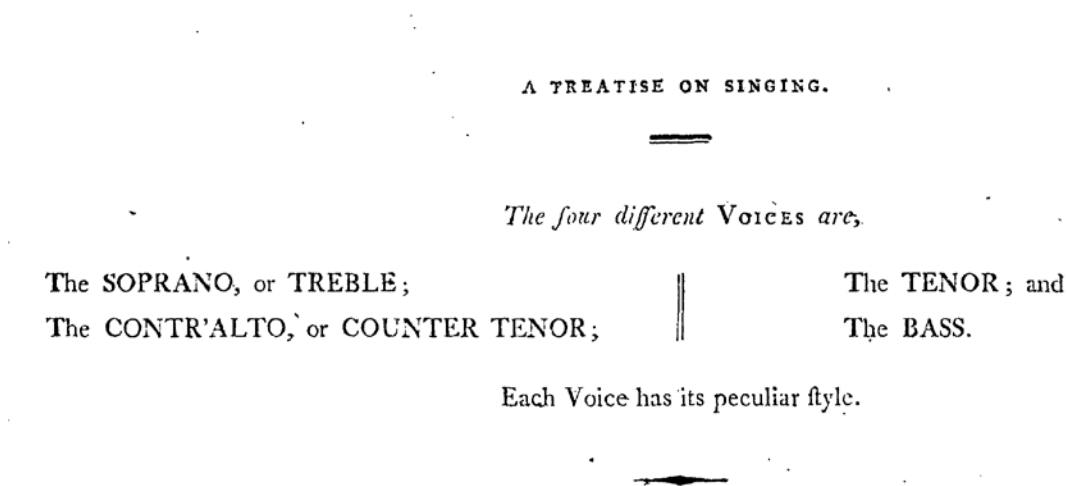 A TREATISE ON SINGING.
The four different VOICES are,
The SOPRANO, or TREBLE;
The CONTR'ALTO, or COUNTER TENOR;
The TENOR; and
The BASS.
Each Voice has its peculiar ſtyle.